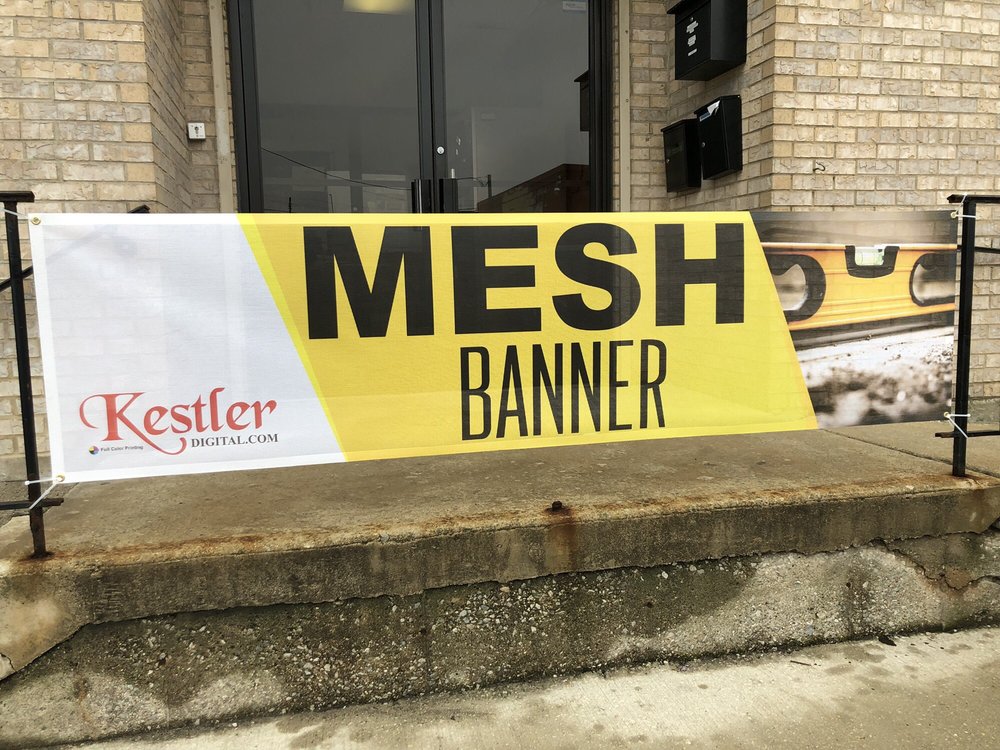 MESH
BANNER
Kestler
DIGITAL.COM
Full Color Printing